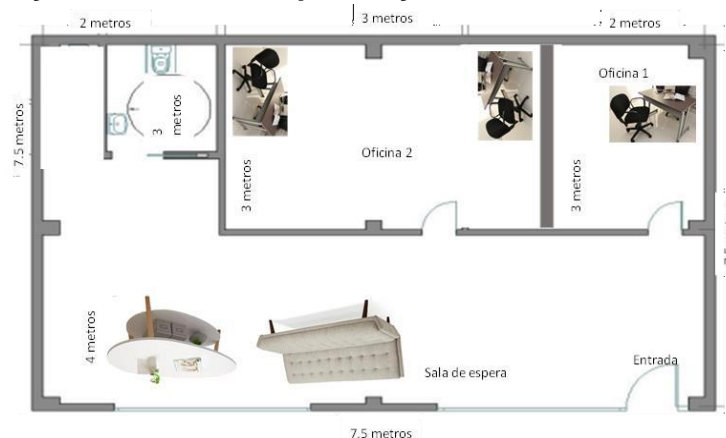 3 metros
2 metros
2 metros
Oficina 1
7.5 metros
3
metros
Oficina 2
3 metros
3 metros
4 metros
Sala de espera
Entrada
7.5 metros